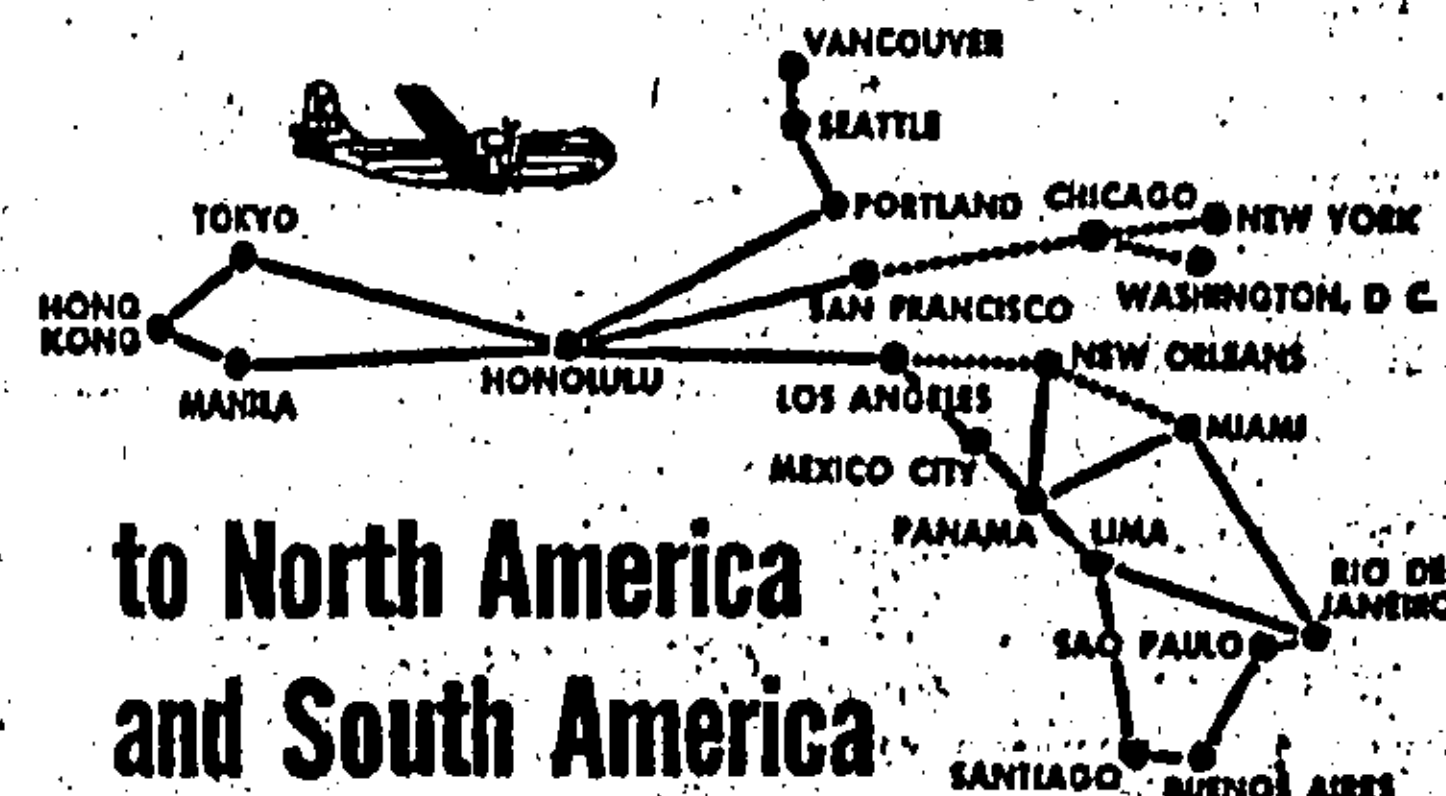 VANCOUVER
SEATTLE
PORTLAND
CHICAGO
NEW YORK
TOKYO
WASHINGTON, D C.
HONG
KONG
SAN FRANCISCO
HONOLULU
NEW ORLEANS
MANILA
LOS ANGELES
MIAMI
MEXICO CITY
PANAMA
LIMA
to North America
RIO DE
JANEIRO
SAO PAULO
and South America
SANTIAGO
BUENOS AIRES